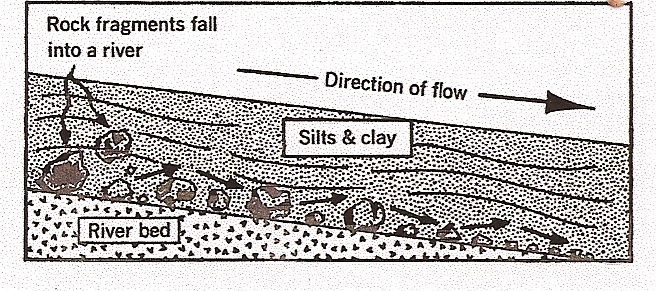 Rock fragments fall
into a river
Direction of flow
Silts & clay
River bed